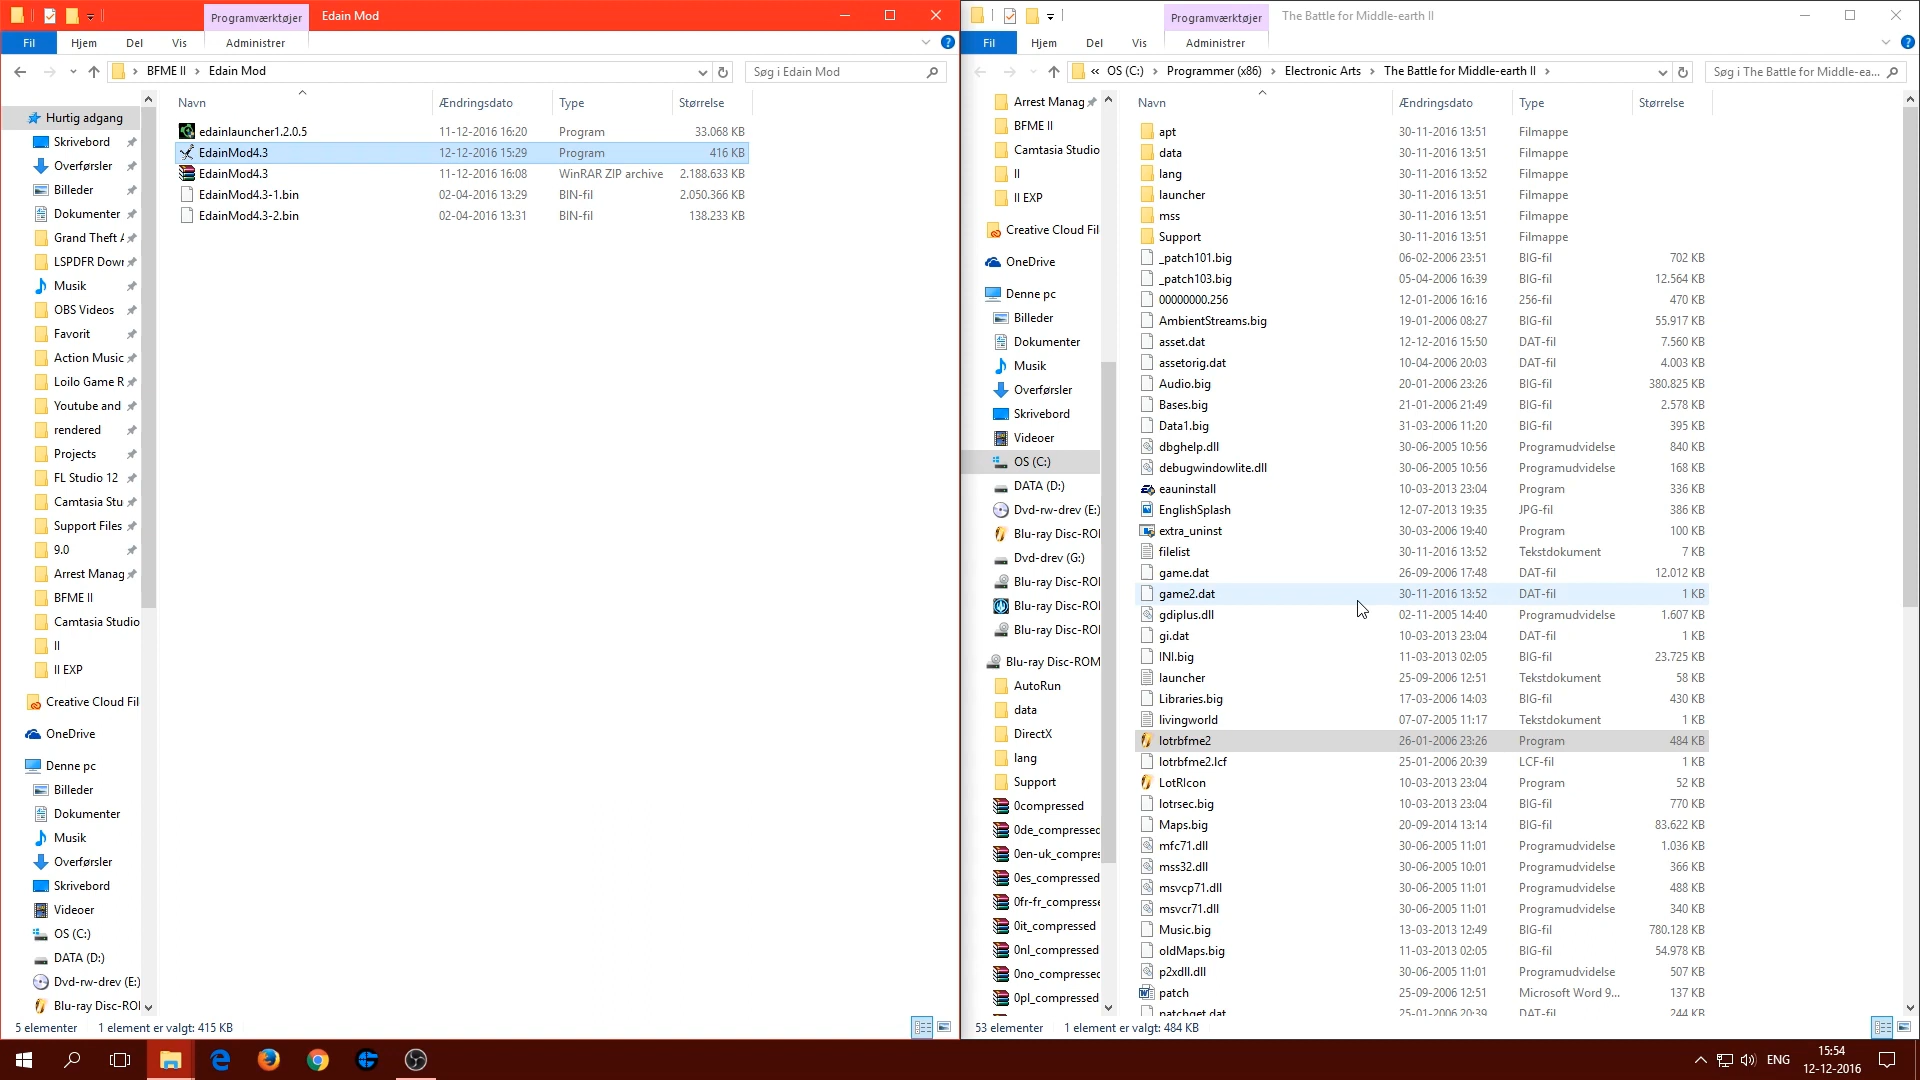 Programværktøjer
Edain Mod
Fil
Hjem
Del
Vis
Administrer
BFME II
Edain Mod
Søg i Edain Mod
Hurtig adgang
Skrivebord
Overførsler
Billeder
Dokumenter
Grand Theft A
LSPDFR Down
Musik
OBS Videos
Favorit
Action Music
Loilo Game R
Youtube and
rendered
Projects
FL Studio 12
Camtasia Stu
Support Files
9.0
Arrest Manag
BFME II
Camtasia Studio
II
II EXP
Creative Cloud Fil
OneDrive
Denne pc
Billeder
Dokumenter
Musik
Overførsler
Skrivebord
Videoer
OS (C:)
DATA (D:)
Dvd-rw-drev (E:)
Blu-ray Disc-ROI
Navn Ændringsdato Type Størrelse
edainlauncher1.2.0.5 11-12-2016 16:20 Program 33.068 KB
EdainMod4.3 12-12-2016 15:29 Program 416 KB
EdainMod4.3 11-12-2016 16:08 WinRAR ZIP archive 2.188.633 KB
EdainMod4.3-1.bin 02-04-2016 13:29 BIN-fil 2.050.366 KB
EdainMod4.3-2.bin 02-04-2016 13:31 BIN-fil 138.233 KB
5 elementer 1 element er valgt: 415 KB
Programværktøjer
The Battle for Middle-earth II
Fil
Hjem
Del
Vis
Administrer
« OS (C:)
Programmer (x86)
Electronic Arts
The Battle for Middle-earth II
Søg i The Battle for Middle-ea...
Arrest Manag
BFME II
Camtasia Studio
II
II EXP
Creative Cloud Fil
OneDrive
Denne pc
Billeder
Dokumenter
Musik
Overførsler
Skrivebord
Videoer
OS (C:)
DATA (D:)
Dvd-rw-drev (E:)
Blu-ray Disc-ROI
Dvd-drev (G:)
Blu-ray Disc-ROI
Blu-ray Disc-ROI
Blu-ray Disc-ROI
Blu-ray Disc-ROM
AutoRun
data
DirectX
lang
Support
0compressed
0de_compressed
0en-uk_compres
0es_compressed
0fr-fr_compresse
0it_compressed
0nl_compressed
0no_compressed
0pl_compressed
Navn Ændringsdato Type Størrelse
apt 30-11-2016 13:51 Filmappe
data 30-11-2016 13:51 Filmappe
lang 30-11-2016 13:52 Filmappe
launcher 30-11-2016 13:51 Filmappe
mss 30-11-2016 13:51 Filmappe
Support 30-11-2016 13:51 Filmappe
_patch101.big 06-02-2006 23:51 BIG-fil 702 KB
_patch103.big 05-04-2006 16:39 BIG-fil 12.564 KB
00000000.256 12-01-2006 16:16 256-fil 470 KB
AmbientStreams.big 19-01-2006 08:27 BIG-fil 55.917 KB
asset.dat 12-12-2016 15:50 DAT-fil 7.560 KB
assetorig.dat 10-04-2006 20:03 DAT-fil 4.003 KB
Audio.big 20-01-2006 23:26 BIG-fil 380.825 KB
Bases.big 21-01-2006 21:49 BIG-fil 2.578 KB
Data1.big 31-03-2006 11:20 BIG-fil 395 KB
dbghelp.dll 30-06-2005 10:56 Programudvidelse 840 KB
debugwindowlite.dll 30-06-2005 10:56 Programudvidelse 168 KB
eauninstall 10-03-2013 23:04 Program 336 KB
EnglishSplash 12-07-2013 19:35 JPG-fil 386 KB
extra_uninst 30-03-2006 19:40 Program 100 KB
filelist 30-11-2016 13:52 Tekstdokument 7 KB
game.dat 26-09-2006 17:48 DAT-fil 12.012 KB
game2.dat 30-11-2016 13:52 DAT-fil 1 KB
gdiplus.dll 02-11-2005 14:40 Programudvidelse 1.607 KB
gi.dat 10-03-2013 23:04 DAT-fil 1 KB
INI.big 11-03-2013 02:05 BIG-fil 23.725 KB
launcher 25-09-2006 12:51 Tekstdokument 58 KB
Libraries.big 17-03-2006 14:03 BIG-fil 430 KB
livingworld 07-07-2005 11:17 Tekstdokument 1 KB
lotrbfme2 26-01-2006 23:26 Program 484 KB
lotrbfme2.lcf 25-01-2006 20:39 LCF-fil 1 KB
LotRIcon 10-03-2013 23:04 Program 52 KB
lotrsec.big 10-03-2013 23:04 BIG-fil 770 KB
Maps.big 20-09-2014 13:14 BIG-fil 83.622 KB
mfc71.dll 30-06-2005 11:01 Programudvidelse 1.036 KB
mss32.dll 30-06-2005 10:01 Programudvidelse 366 KB
msvcp71.dll 30-06-2005 11:01 Programudvidelse 488 KB
msvcr71.dll 30-06-2005 11:01 Programudvidelse 340 KB
Music.big 13-03-2013 12:49 BIG-fil 780.128 KB
oldMaps.big 11-03-2013 02:05 BIG-fil 54.978 KB
p2xdll.dll 30-06-2005 11:01 Programudvidelse 507 KB
patch 25-09-2006 12:51 Microsoft Word 9... 137 KB
patchget.dat 25-01-2006 20:39 DAT-fil 244 KB
53 elementer 1 element er valgt: 484 KB
ENG
15:54
12-12-2016